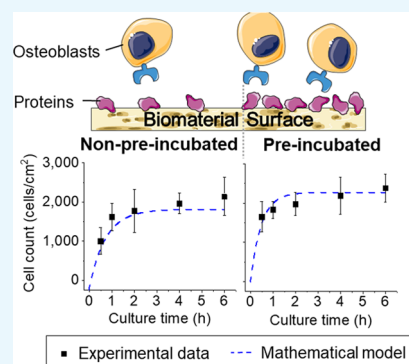 Osteoblasts
Proteins
Biomaterial Surface
Non-pre-incubated Pre-incubated
Cell count (cells/cm²)
3,000
2,000
1,000
0
0 1 2 3 4 5 6 0 1 2 3 4 5 6
Culture time (h) Culture time (h)
Experimental data Mathematical model